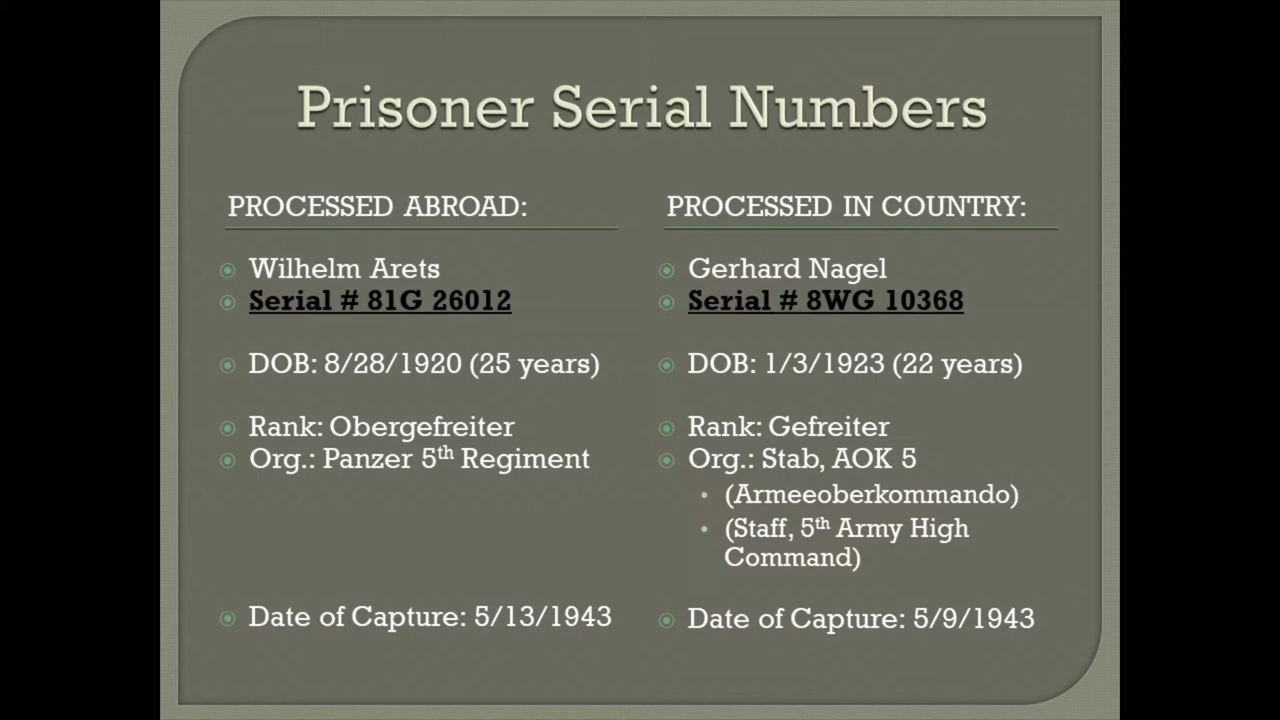 Prisoner Serial Numbers
PROCESSED ABROAD:
Wilhelm Arets
Serial # 81G 26012
DOB: 8/28/1920 (25 years)
Rank: Obergefreiter
Org.: Panzer 5th Regiment
Date of Capture: 5/13/1943
PROCESSED IN COUNTRY:
Gerhard Nagel
Serial # 8WG 10368
DOB: 1/3/1923 (22 years)
Rank: Gefreiter
Org.: Stab, AOK 5
(Armeeoberkommando)
(Staff, 5th Army High
Command)
Date of Capture: 5/9/1943